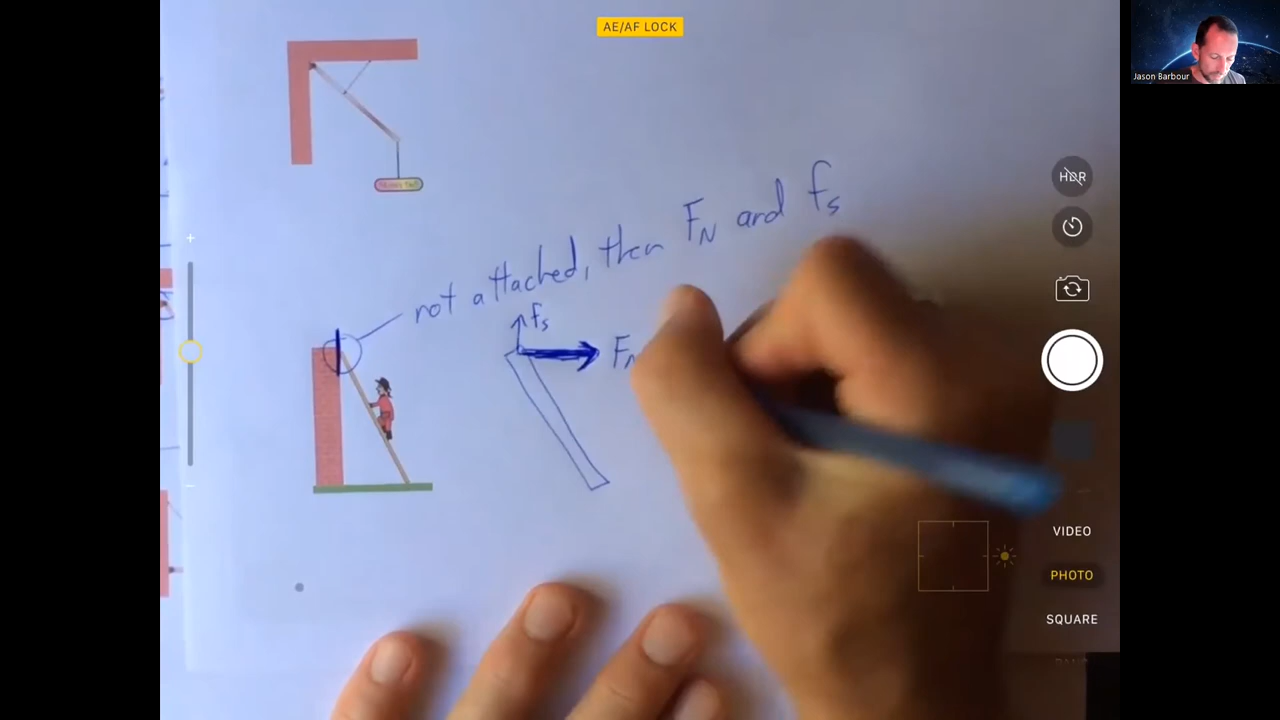 AE/AF LOCK
Jason Barbour
HDR
not attached, then FN and fs
fs
FN
VIDEO
PHOTO
SQUARE